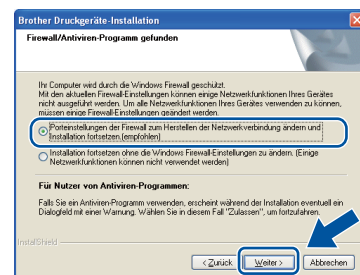 Brother Druckgeräte-Installation
Firewall/Antiviren-Programm gefunden
Ihr Computer wird durch die Windows Firewall geschützt.
Mit den aktuellen Firewall-Einstellungen können einige Netzwerkfunktionen Ihres Gerätes
nicht ausgeführt werden. Um alle Netzwerkfunktionen Ihres Gerätes verwenden zu können,
müssen einige Firewall-Einstellungen geändert werden.
Porteinstellungen der Firewall zum Herstellen der Netzwerkverbindung ändern und
Installation fortsetzen.(empfohlen)
Installation fortsetzen ohne die Windows Firewall-Einstellungen zu ändern. (Einige
Netzwerkfunktionen können nicht verwendet werden)
Für Nutzer von Antiviren-Programmen:
Falls Sie ein Antiviren-Programm verwenden, erscheint während der Installation eventuell ein
Dialogfeld mit einer Warnung. Wählen Sie in diesem Fall "Zulassen", um fortzufahren.
InstallShield
< Zurück Weiter > Abbrechen